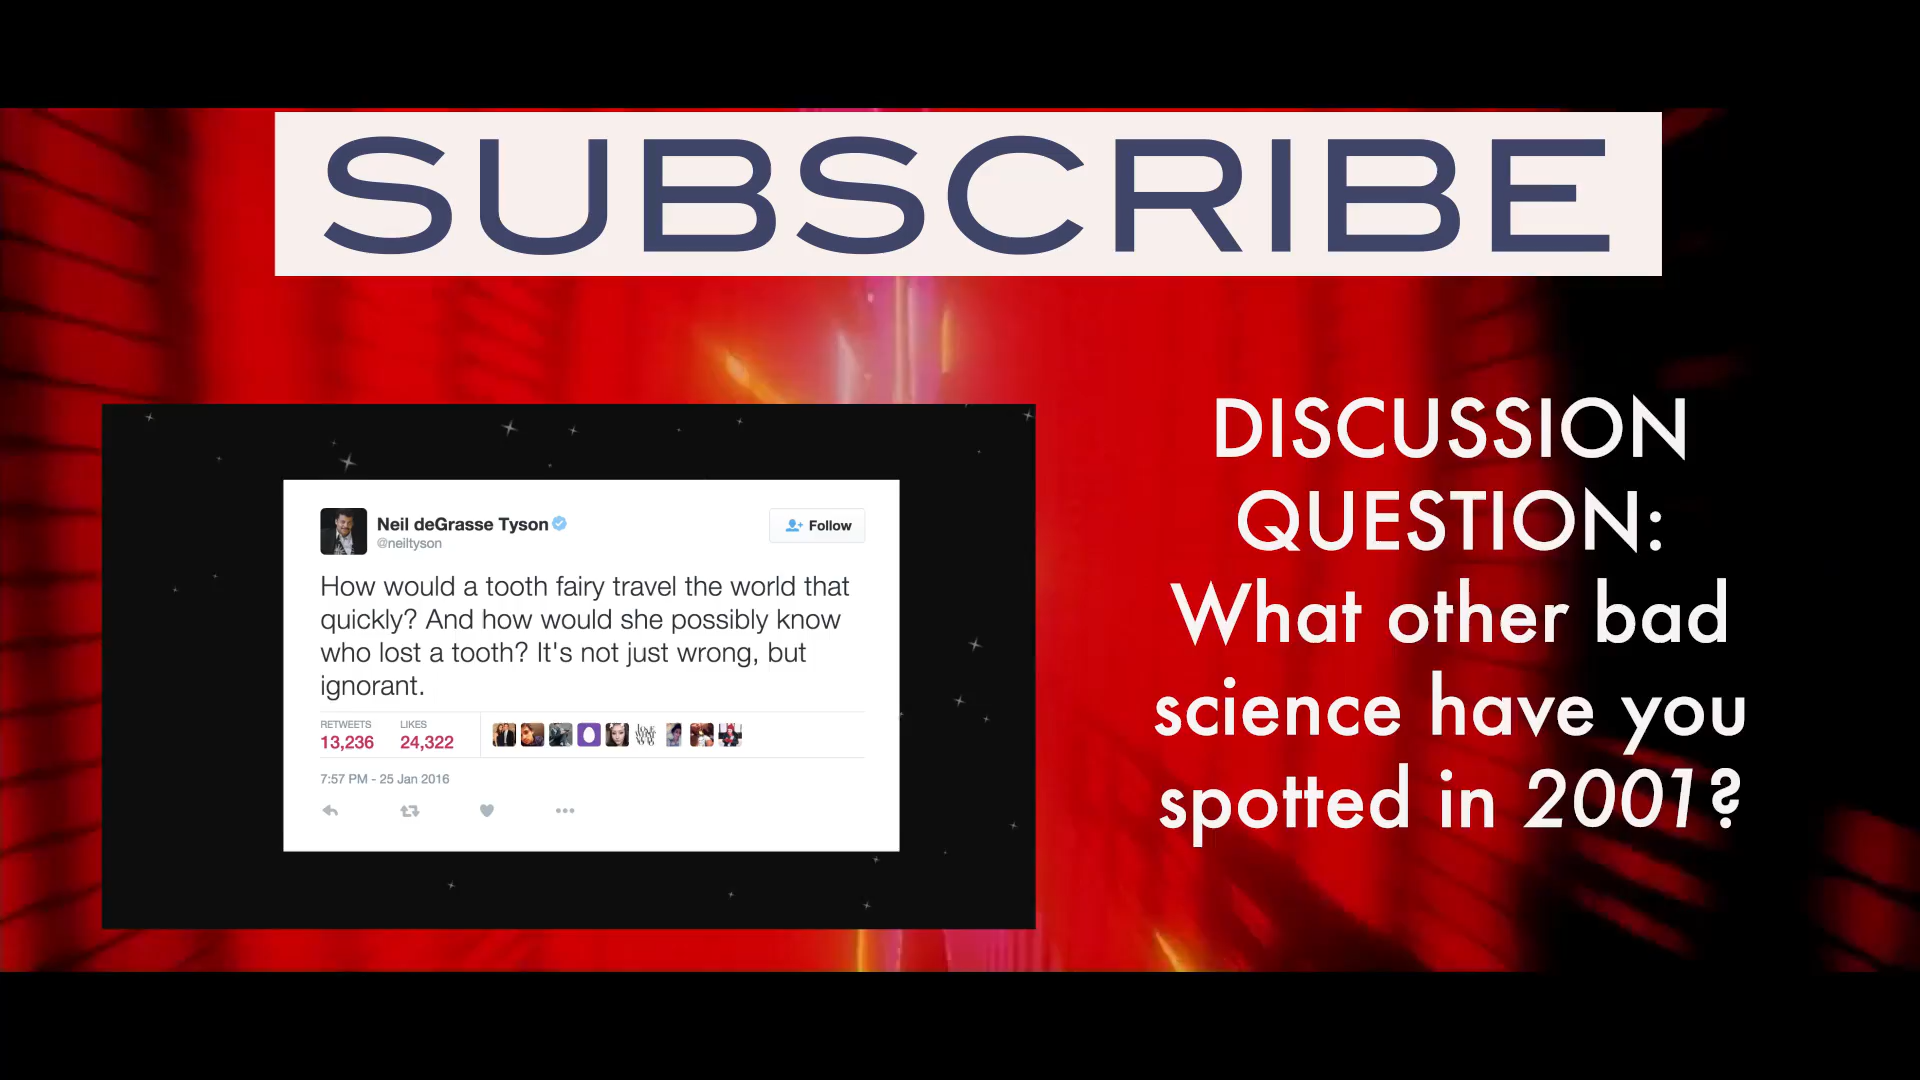 SUBSCRIBE
Neil deGrasse Tyson
@neiltyson
Follow
How would a tooth fairy travel the world that
quickly? And how would she possibly know
who lost a tooth? It's not just wrong, but
ignorant.
RETWEETS LIKES
13,236 24,322
7:57 PM - 25 Jan 2016
DISCUSSION
QUESTION:
What other bad
science have you
spotted in 2001?